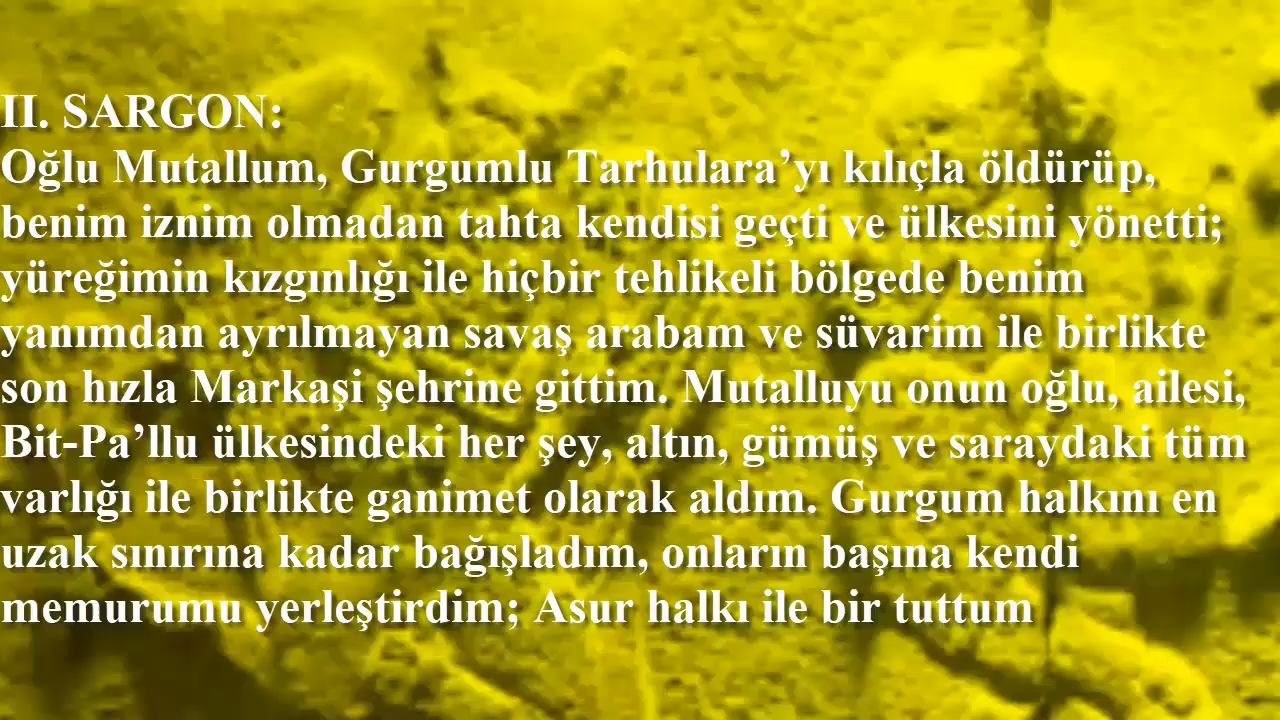 II. SARGON:
Oğlu Mutallum, Gurgumlu Tarhulara’yı kılıçla öldürüp,
benim iznim olmadan tahta kendisi geçti ve ülkesini yönetti;
yüreğimin kızgınlığı ile hiçbir tehlikeli bölgede benim
yanımdan ayrılmayan savaş arabam ve süvarim ile birlikte
son hızla Markaşi şehrine gittim. Mutalluyu onun oğlu, ailesi,
Bit-Pa’llu ülkesindeki her şey, altın, gümüş ve saraydaki tüm
varlığı ile birlikte ganimet olarak aldım. Gurgum halkını en
uzak sınırına kadar bağışladım, onların başına kendi
memurumu yerleştirdim; Asur halkı ile bir tuttum